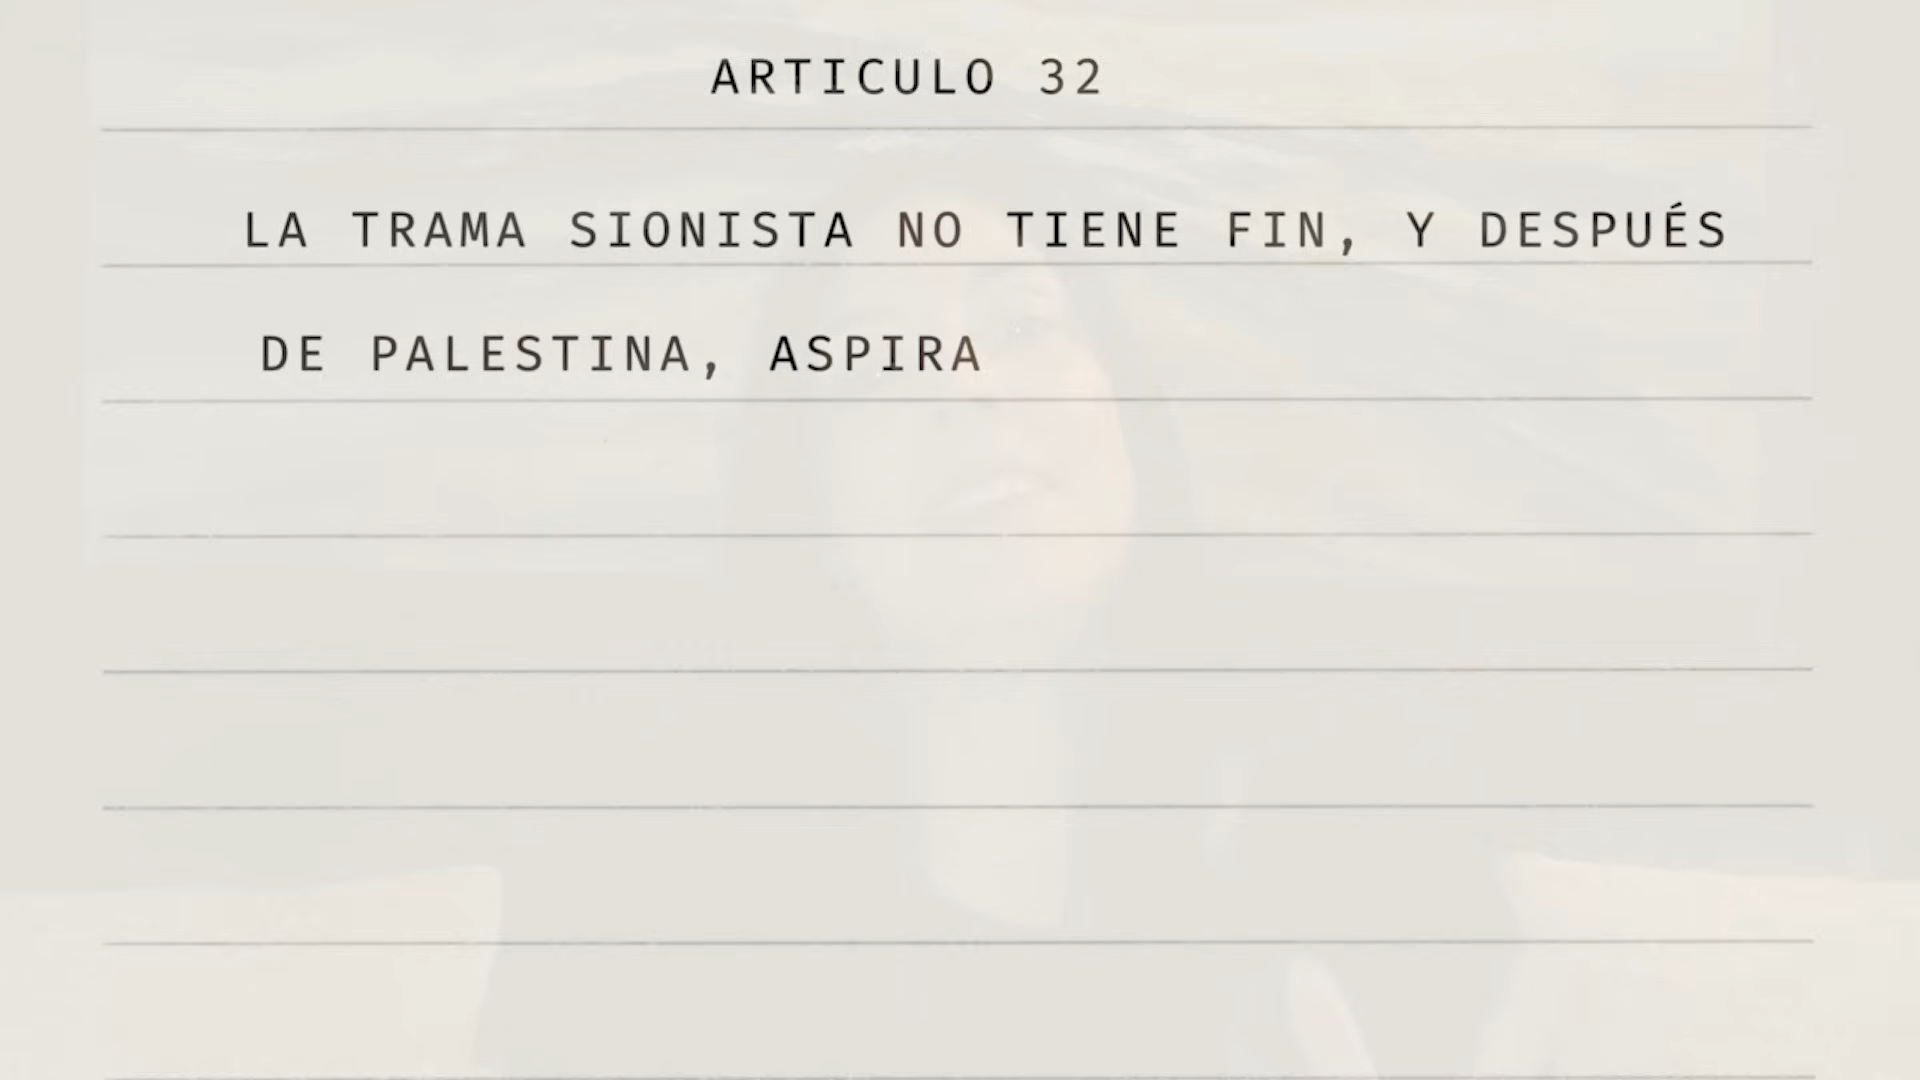 ARTICULO 32
LA TRAMA SIONISTA NO TIENE FIN, Y DESPUÉS
DE PALESTINA, ASPIRA